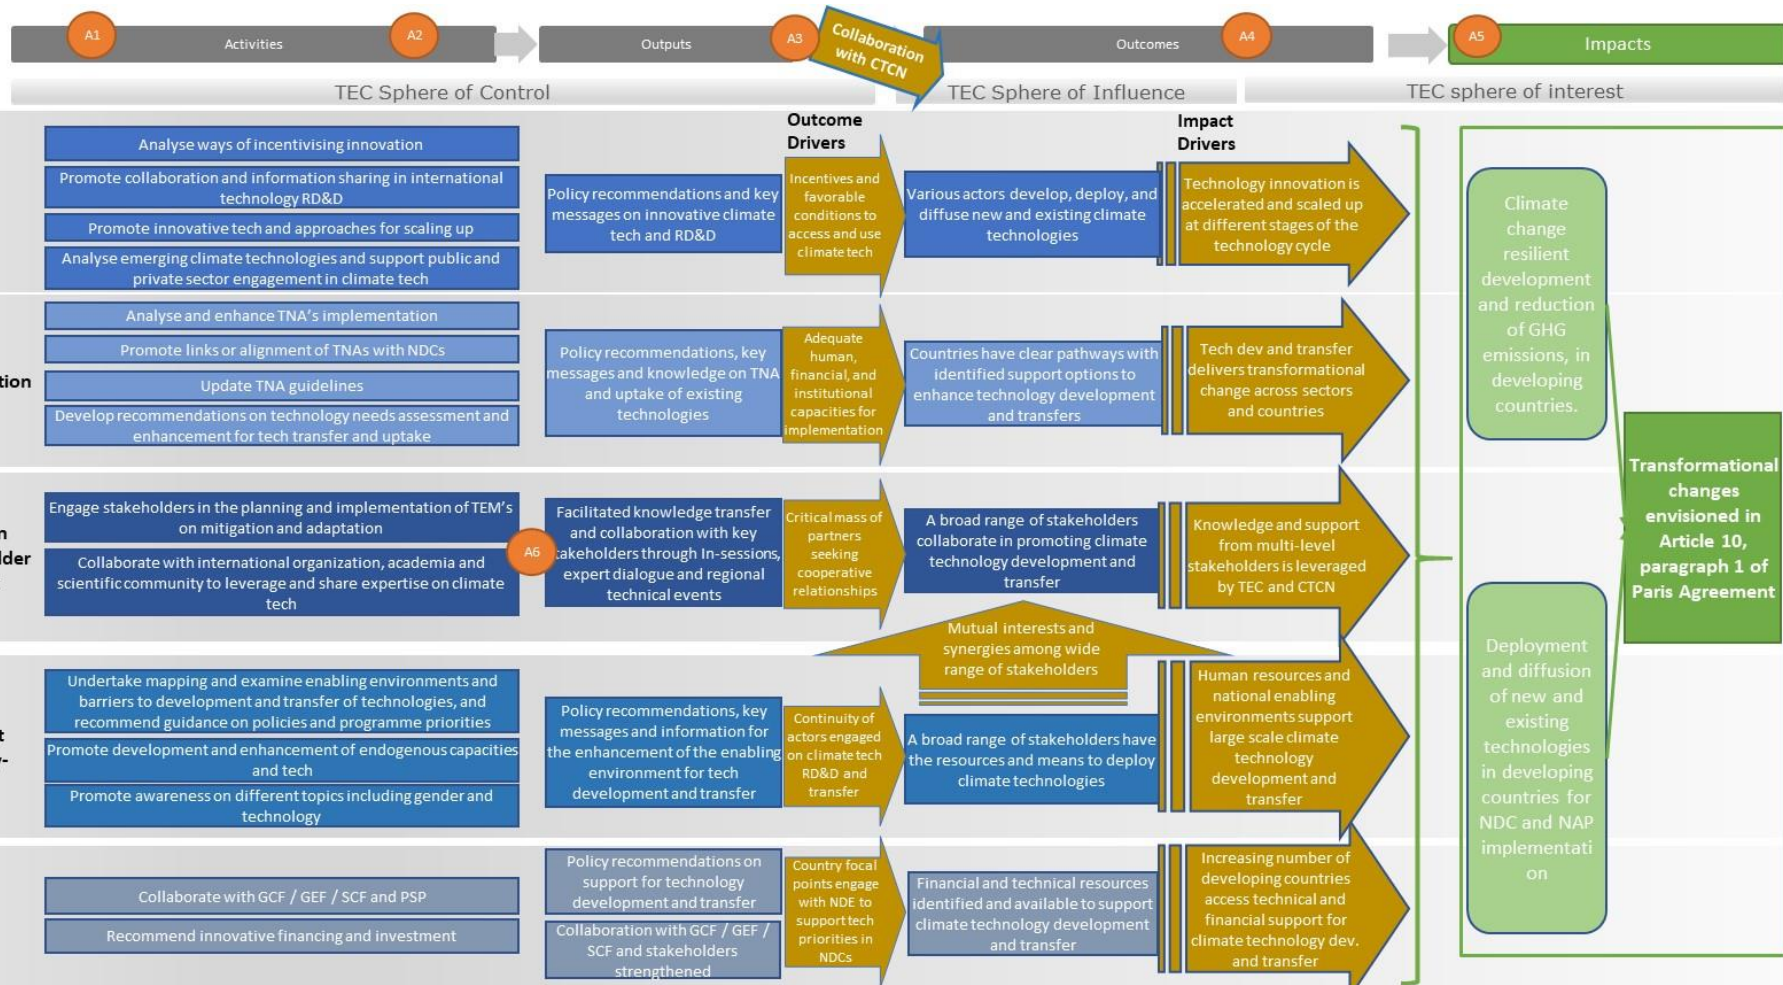 A1
Activities
A2
Outputs
A3
Collaboration
with CTCN
Outcomes
A4
A5
Impacts
TEC Sphere of Control
TEC Sphere of Influence
TEC sphere of interest
Outcome
Drivers
Impact
Drivers
Analyse ways of incentivising innovation
Promote collaboration and information sharing in international
technology RD&D
Promote innovative tech and approaches for scaling up
Analyse emerging climate technologies and support public and
private sector engagement in climate tech
Policy recommendations and key
messages on innovative climate
tech and RD&D
Incentives and
favorable
conditions to
access and use
climate tech
Various actors develop, deploy, and
diffuse new and existing climate
technologies
Technology innovation is
accelerated and scaled up
at different stages of the
technology cycle
tion
Analyse and enhance TNA's implementation
Promote links or alignment of TNAs with NDCs
Update TNA guidelines
Develop recommendations on technology needs assessment and
enhancement for tech transfer and uptake
Policy recommendations, key
messages and knowledge on TNA
and uptake of existing
technologies
Adequate
human,
financial, and
institutional
capacities for
implementation
Countries have clear pathways with
identified support options to
enhance technology development
and transfers
Tech dev and transfer
delivers transformational
change across sectors
and countries
n
lder
Engage stakeholders in the planning and implementation of TEM's
on mitigation and adaptation
Collaborate with international organization, academia and
scientific community to leverage and share expertise on climate
tech
A6
Facilitated knowledge transfer
and collaboration with key
takeholders through In-sessions,
expert dialogue and regional
technical events
Critical mass of
partners
seeking
cooperative
relationships
A broad range of stakeholders
collaborate in promoting climate
technology development and
transfer
Knowledge and support
from multi-level
stakeholders is leveraged
by TEC and CTCN
Mutual interests and
synergies among wide
range of stakeholders
t
-
Undertake mapping and examine enabling environments and
barriers to development and transfer of technologies, and
recommend guidance on policies and programme priorities
Promote development and enhancement of endogenous capacities
and tech
Promote awareness on different topics including gender and
technology
Policy recommendations, key
messages and information for
the enhancement of the enabling
environment for tech
development and transfer
Continuity of
actors engaged
on climate tech
RD&D and
transfer
A broad range of stakeholders have
the resources and means to deploy
climate technologies
Human resources and
national enabling
environments support
large scale climate
technology
development and
transfer
Collaborate with GCF / GEF / SCF and PSP
Recommend innovative financing and investment
Policy recommendations on
support for technology
development and transfer
Collaboration with GCF / GEF /
SCF and stakeholders
strengthened
Country focal
points engage
with NDE to
support tech
priorities in
NDCs
Financial and technical resources
identified and available to support
climate technology development
and transfer
Increasing number of
developing countries
access technical and
financial support for
climate technology dev.
and transfer
Climate
change
resilient
development
and reduction
of GHG
emissions, in
developing
countries.
Deployment
and diffusion
of new and
existing
technologies
in developing
countries for
NDC and NAP
implementati
on
Transformational
changes
envisioned in
Article 10,
paragraph 1 of
Paris Agreement